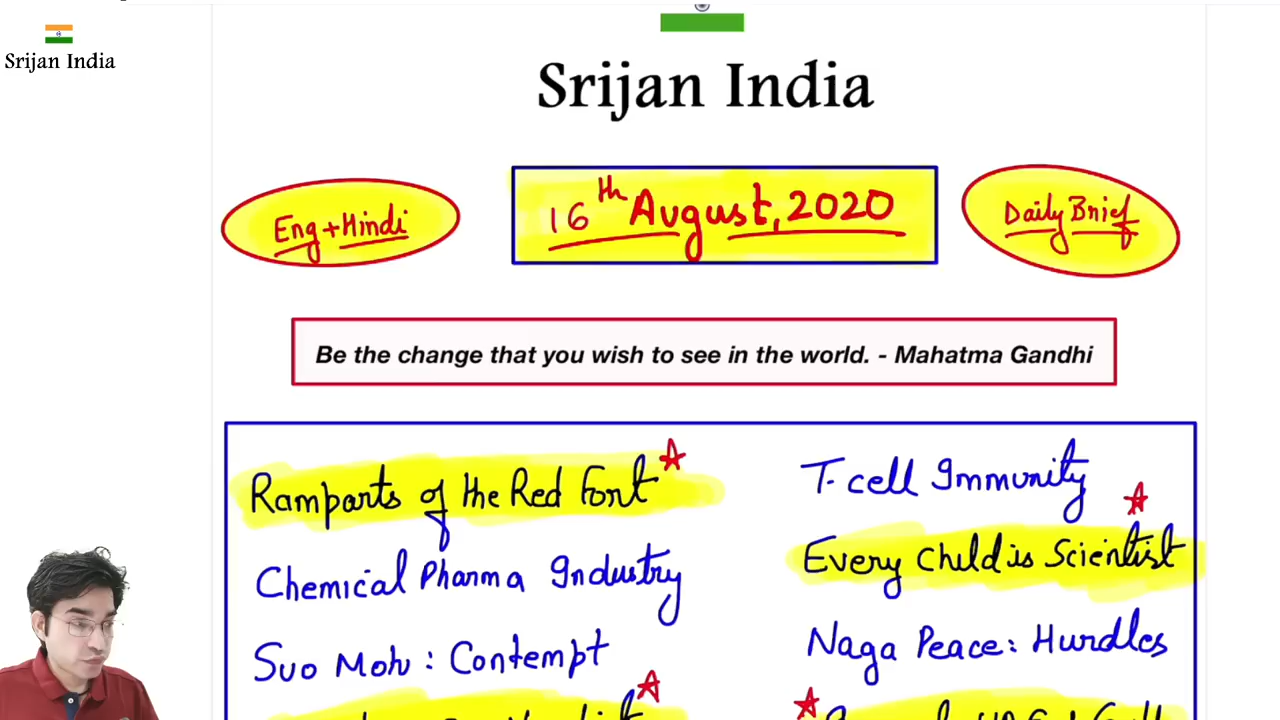 Srijan India
Srijan India
Eng + Hindi
16th August, 2020
Daily Brief
Be the change that you wish to see in the world. - Mahatma Gandhi
Ramparts of the Red Fort
T-cell Immunity
Chemical Pharma Industry
Every Child is Scientist
Suo Moto : Contempt
Naga Peace : Hurdles